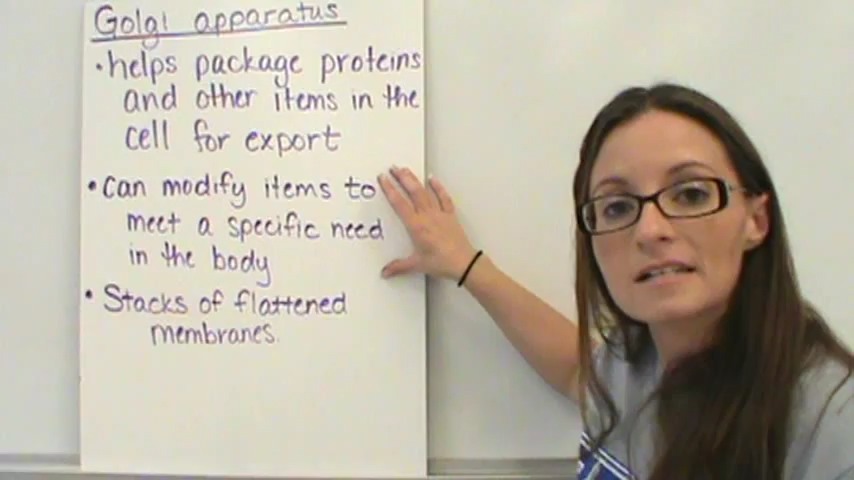 Golgi apparatus
• helps package proteins
and other items in the
cell for export
• can modify items to
meet a specific need
in the body
• Stacks of flattened
membranes.